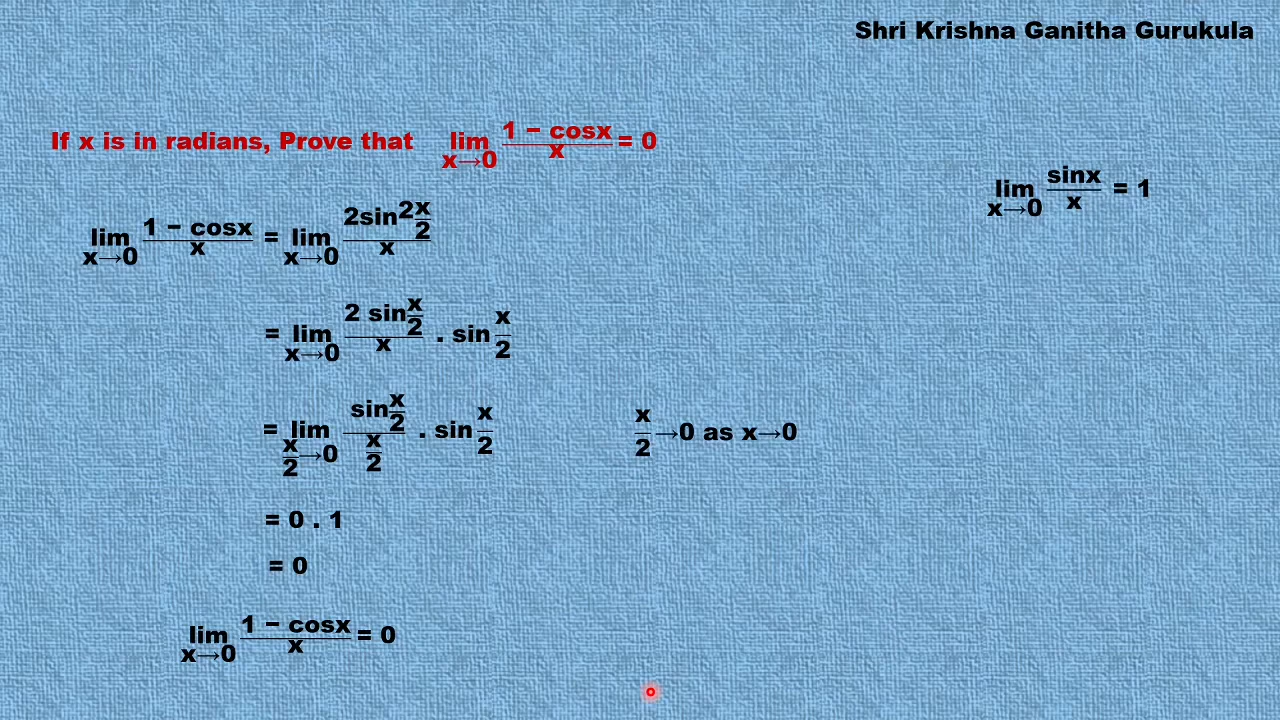 Shri Krishna Ganitha Gurukula
If x is in radians, Prove that lim x→0 (1 − cosx)/x = 0
lim x→0 sinx/x = 1
lim x→0 (1 − cosx)/x = lim x→0 (2sin² x/2)/x
= lim x→0 (2 sin x/2)/x . sin x/2
= lim x/2→0 (sin x/2)/(x/2) . sin x/2
x/2 →0 as x→0
= 0 . 1
= 0
lim x→0 (1 − cosx)/x = 0